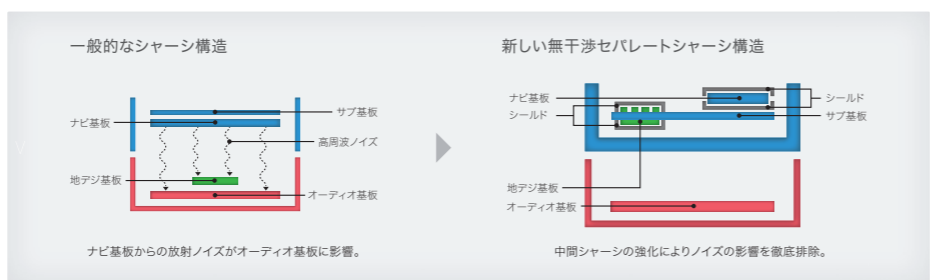 一般的なシャーシ構造
サブ基板
ナビ基板
高周波ノイズ
地デジ基板
オーディオ基板
ナビ基板からの放射ノイズがオーディオ基板に影響。
新しい無干渉セパレートシャーシ構造
ナビ基板
シールド
シールド
サブ基板
地デジ基板
オーディオ基板
中間シャーシの強化によりノイズの影響を徹底排除。